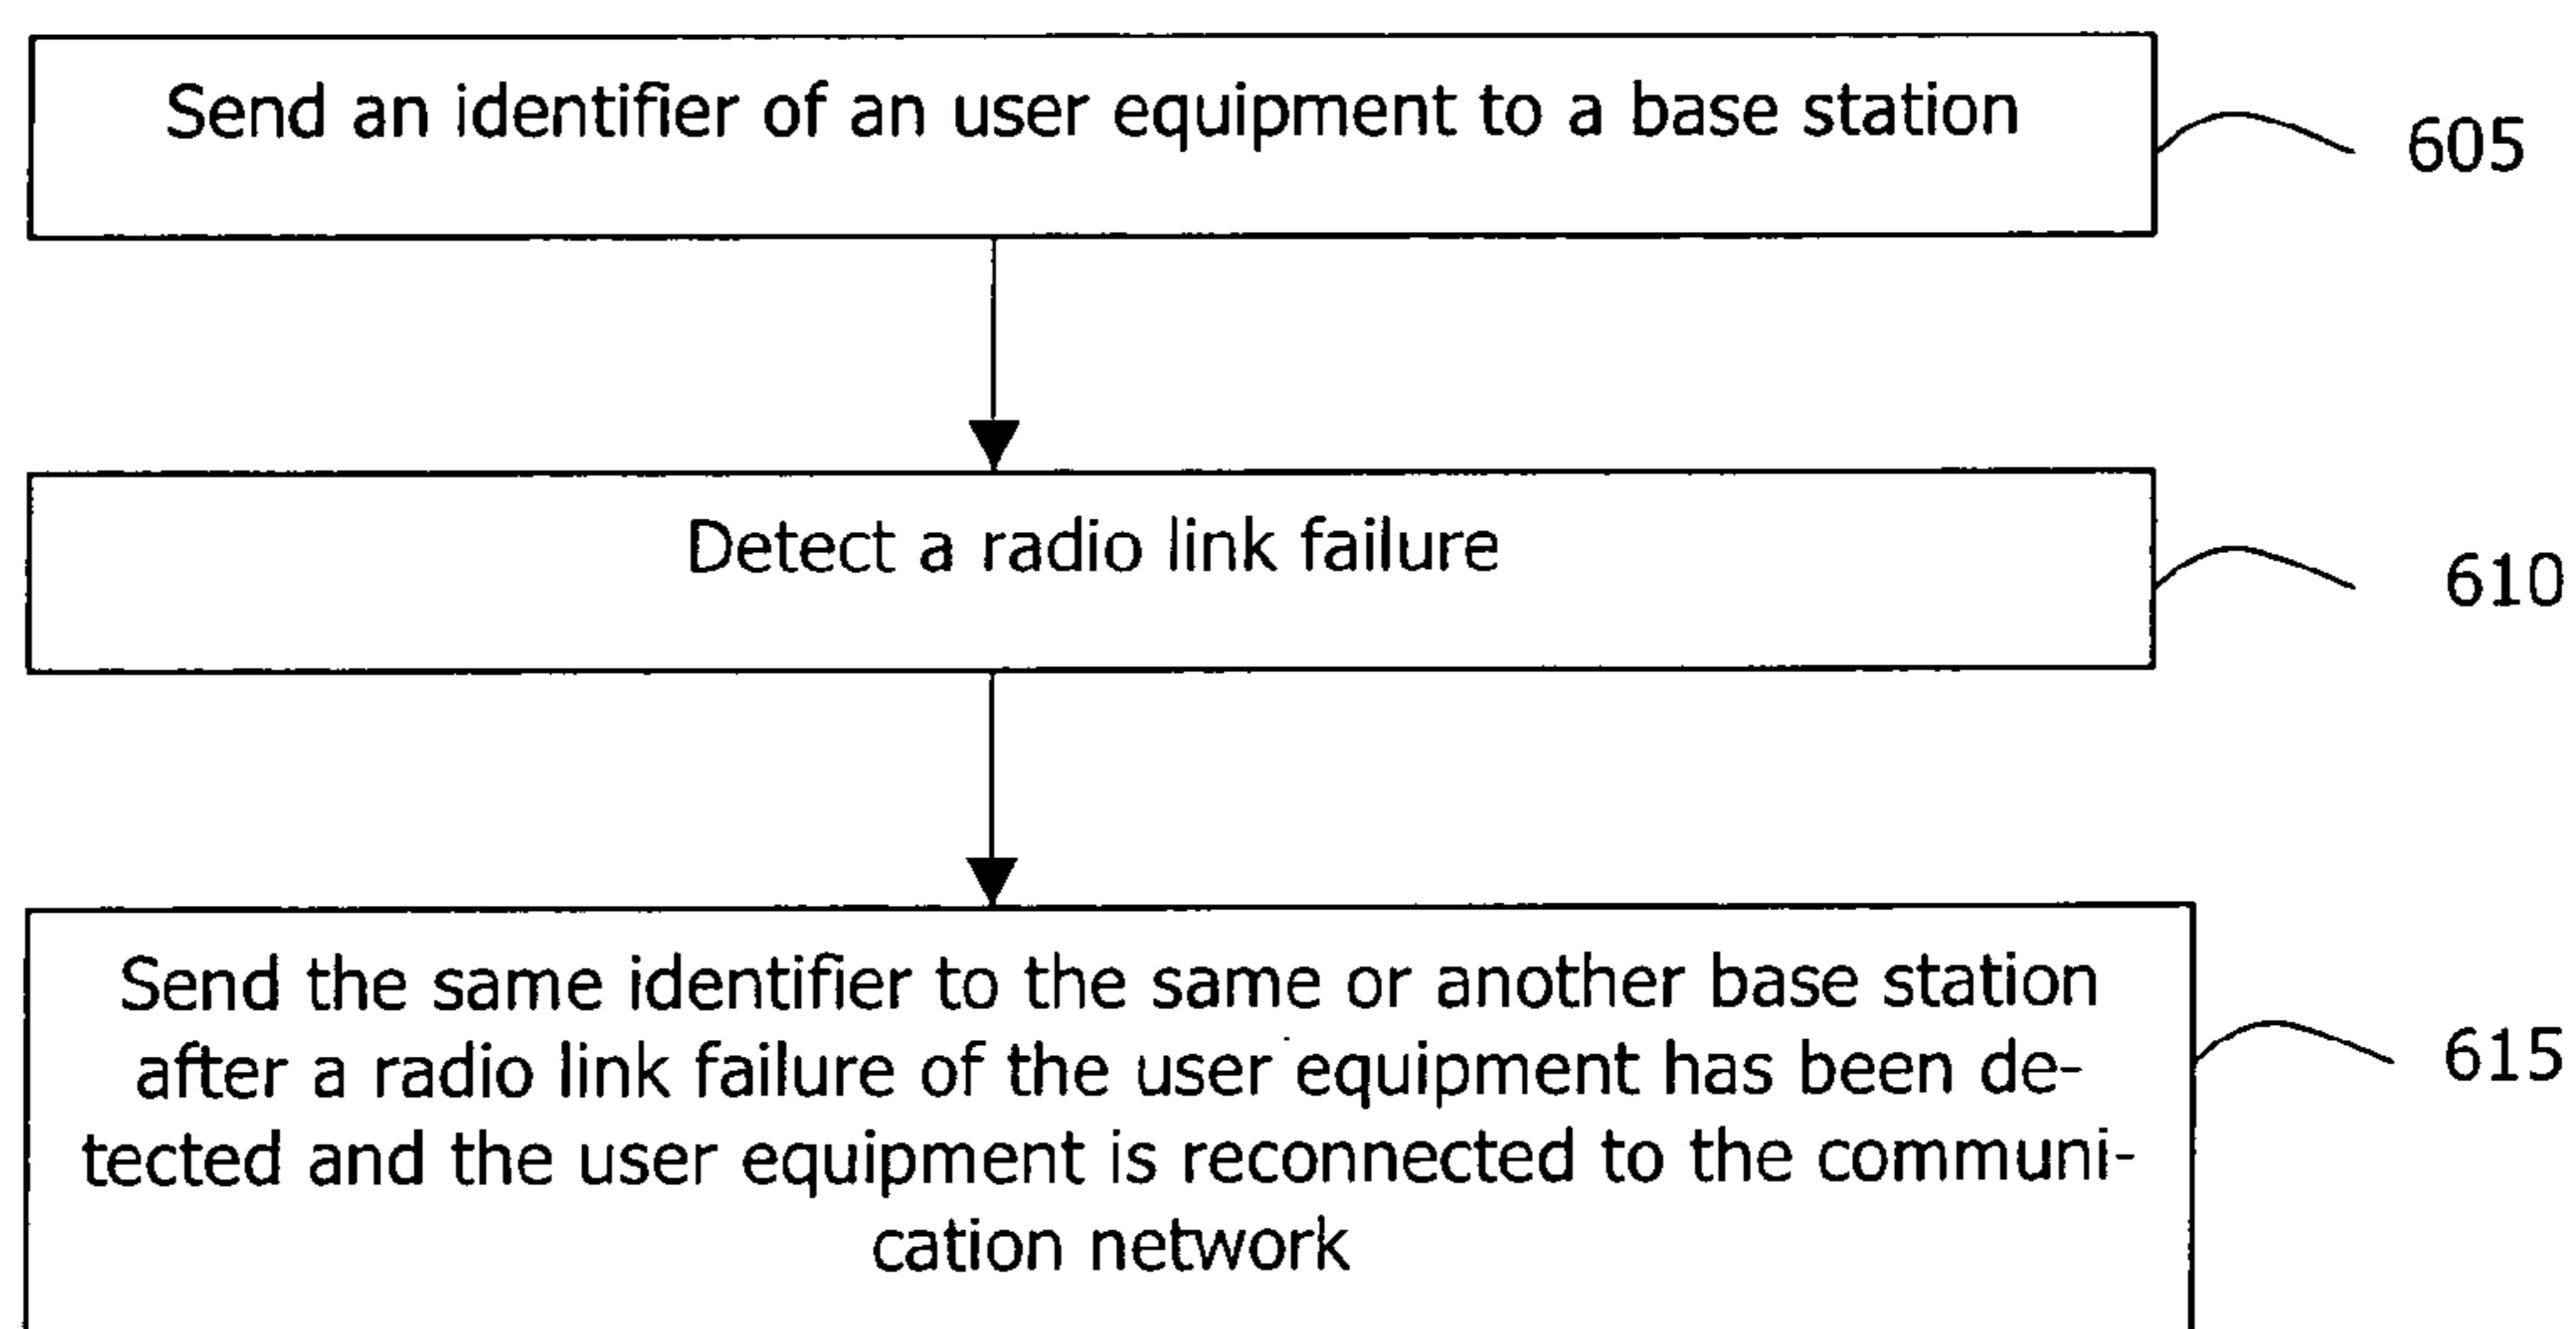 Send an identifier of an user equipment to a base station
605
Detect a radio link failure
610
Send the same identifier to the same or another base station
after a radio link failure of the user equipment has been de-
tected and the user equipment is reconnected to the communi-
cation network
615